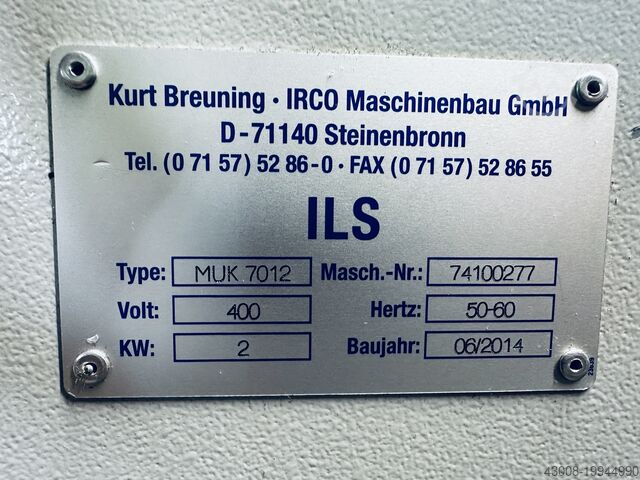 Kurt Breuning · IRCO Maschinenbau GmbH
D-71140 Steinenbronn
Tel. (0 71 57) 52 86-0 · FAX (0 71 57) 52 86 55
ILS
Type: MUK 7012 Masch.-Nr.: 74100277
Volt: 400 Hertz: 50-60
KW: 2 Baujahr: 06/2014
43008-19944990